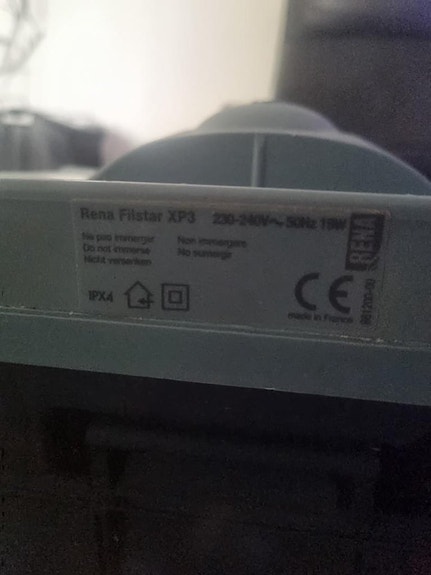 Rena Filstar XP3 230-240V~ 50Hz 19W
Ne pas immerger Non immergere
Do not immerse No sumergir
Nicht versenken
IPX4
CE
made in France
RENA